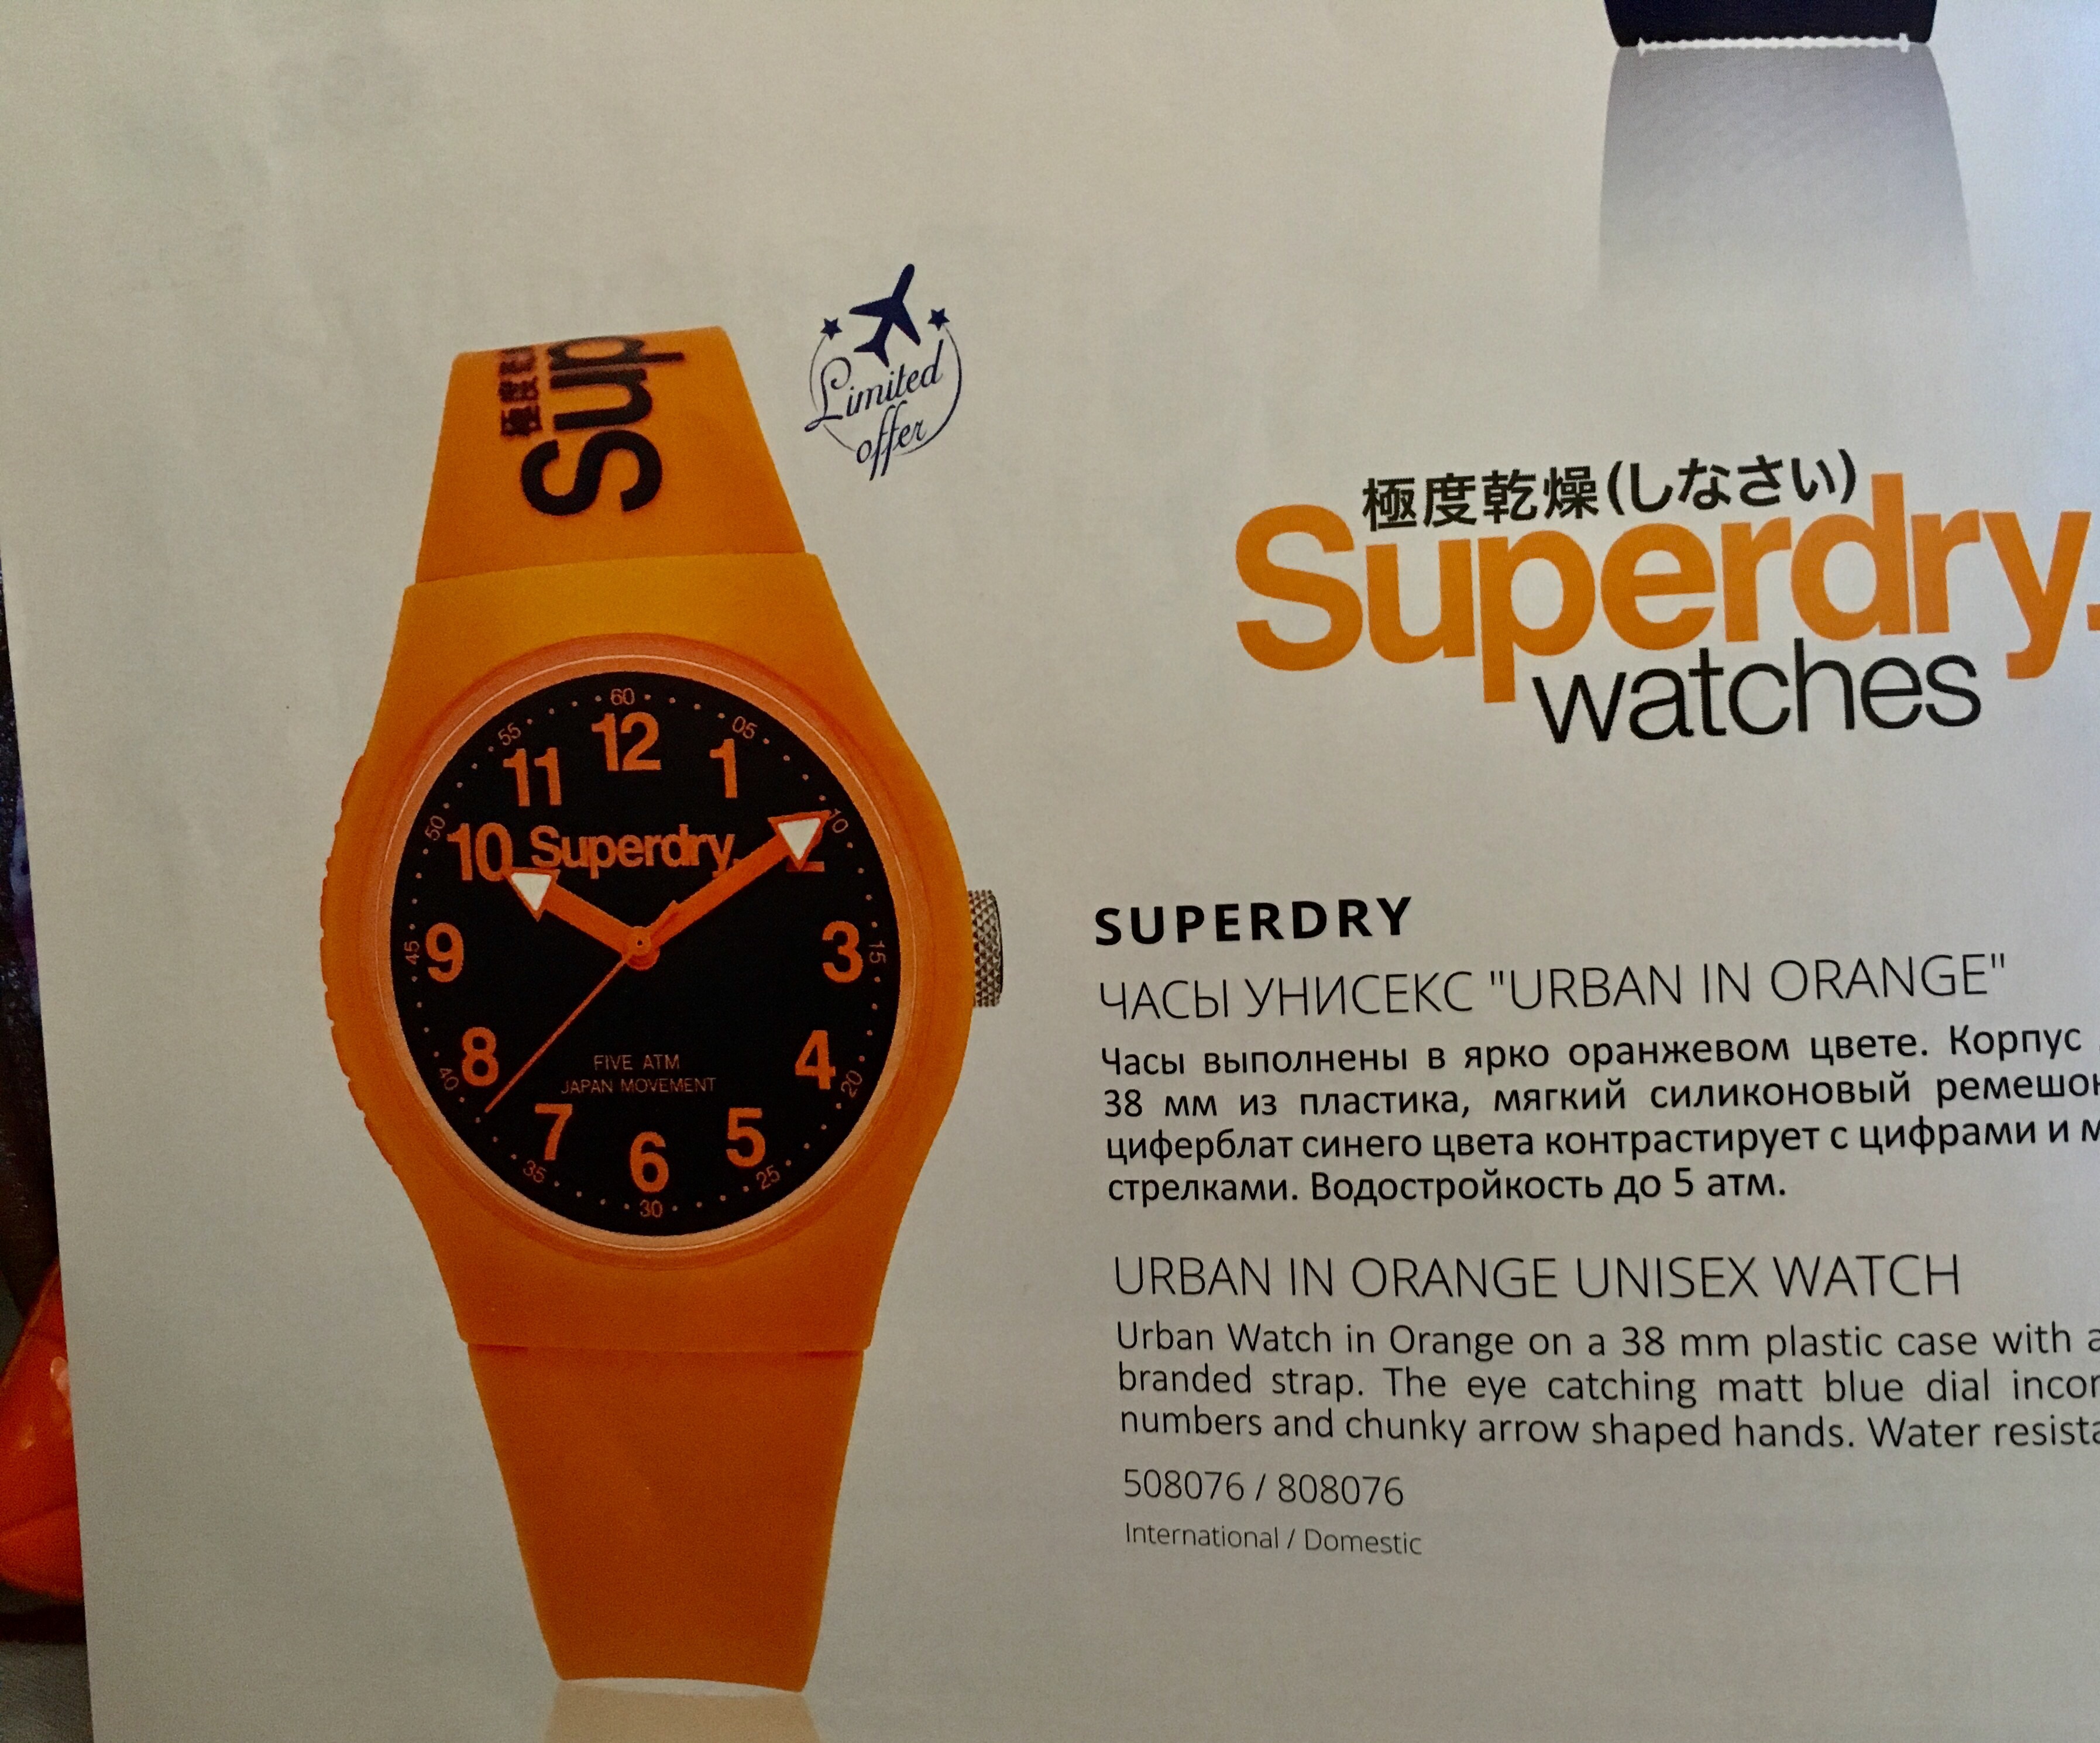 極度乾燥
Sup
Limited
offer
極度乾燥(しなさい)
Superdry.
watches
60
55
05
12
11
1
50
10
10
Superdry.
2
9
45
3
15
8
40
4
20
FIVE ATM
JAPAN MOVEMENT
7
5
35
6
25
30
SUPERDRY
ЧАСЫ УНИСЕКС "URBAN IN ORANGE"
Часы выполнены в ярко оранжевом цвете. Корпус
38 мм из пластика, мягкий силиконовый ремешо
циферблат синего цвета контрастирует с цифрами и
стрелками. Водостройкость до 5 атм.
URBAN IN ORANGE UNISEX WATCH
Urban Watch in Orange on a 38 mm plastic case with a
branded strap. The eye catching matt blue dial incor
numbers and chunky arrow shaped hands. Water resista
508076 / 808076
International / Domestic